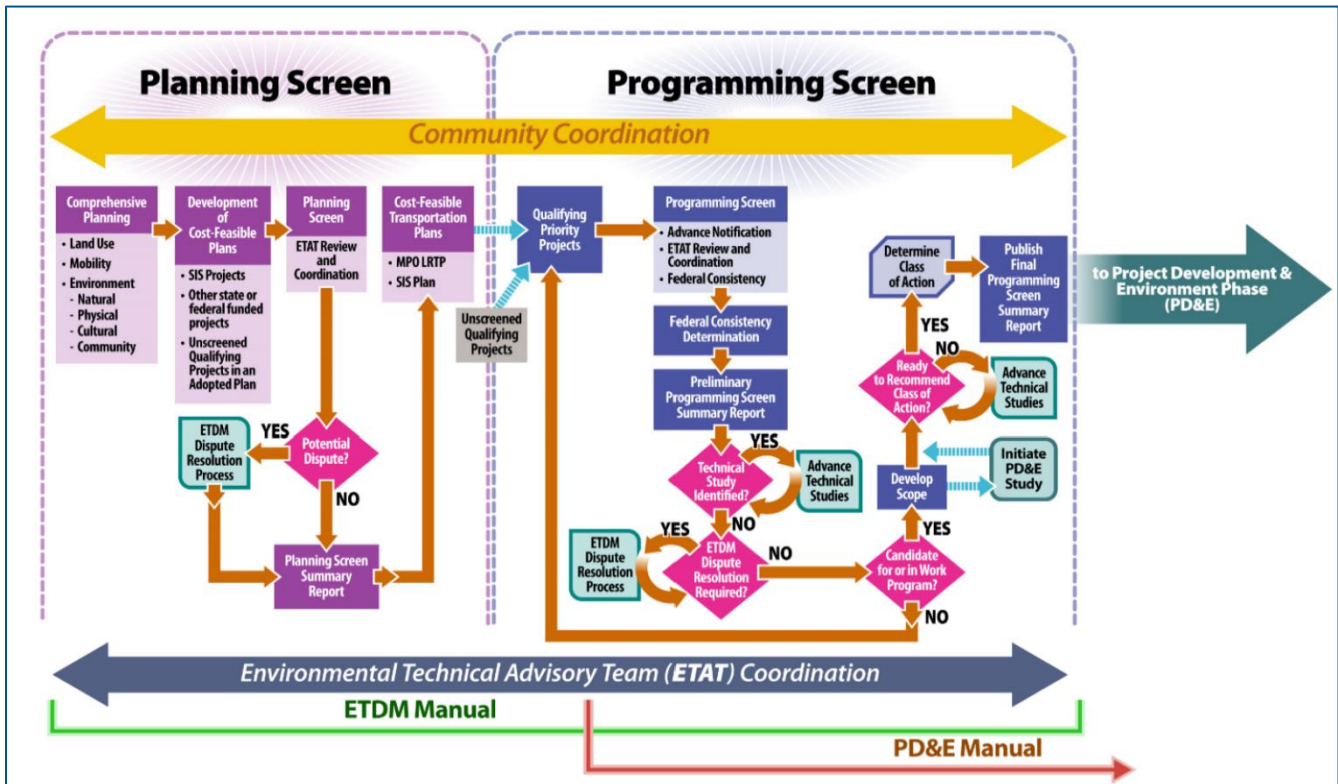 Planning Screen
Programming Screen
Community Coordination
Comprehensive
Planning
• Land Use
• Mobility
• Environment
- Natural
- Physical
- Cultural
- Community
Development
of
Cost-Feasible
Plans
• SIS Projects
• Other state or
federal funded
projects
• Unscreened
Qualifying
Projects in an
Adopted Plan
Planning
Screen
ETAT Review
and
Coordination
Cost-Feasible
Transportation
Plans
• MPO LRTP
• SIS Plan
Unscreened
Qualifying
Projects
Potential
Dispute?
YES
NO
ETDM
Dispute
Resolution
Process
Planning Screen
Summary
Report
Qualifying
Priority
Projects
Programming Screen
• Advance Notification
• ETAT Review and
Coordination
• Federal Consistency
Federal Consistency
Determination
Preliminary
Programming Screen
Summary Report
Technical
Study
Identified?
YES
NO
Advance
Technical
Studies
ETDM
Dispute
Resolution
Required?
YES
NO
ETDM
Dispute
Resolution
Process
Candidate
for or in Work
Program?
YES
NO
Develop
Scope
Initiate
PD&E
Study
Ready
to Recommend
Class of
Action?
YES
NO
Advance
Technical
Studies
Determine
Class
of Action
Publish
Final
Programming
Screen
Summary
Report
to Project Development &
Environment Phase
(PD&E)
Environmental Technical Advisory Team (ETAT) Coordination
ETDM Manual
PD&E Manual